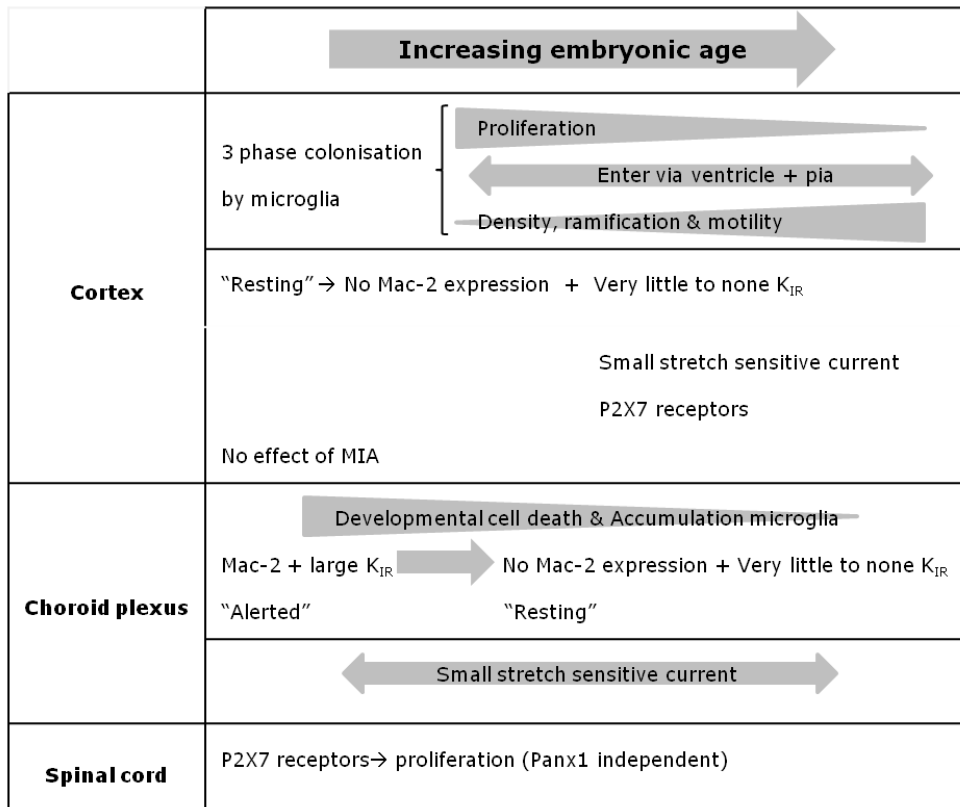 Increasing embryonic age
Cortex
3 phase colonisation
by microglia
Proliferation
Enter via ventricle + pia
Density, ramification & motility
“Resting” → No Mac-2 expression + Very little to none KIR
Small stretch sensitive current
P2X7 receptors
No effect of MIA
Choroid plexus
Developmental cell death & Accumulation microglia
Mac-2 + large KIR
No Mac-2 expression + Very little to none KIR
“Alerted”
“Resting”
Small stretch sensitive current
Spinal cord
P2X7 receptors→ proliferation (Panx1 independent)